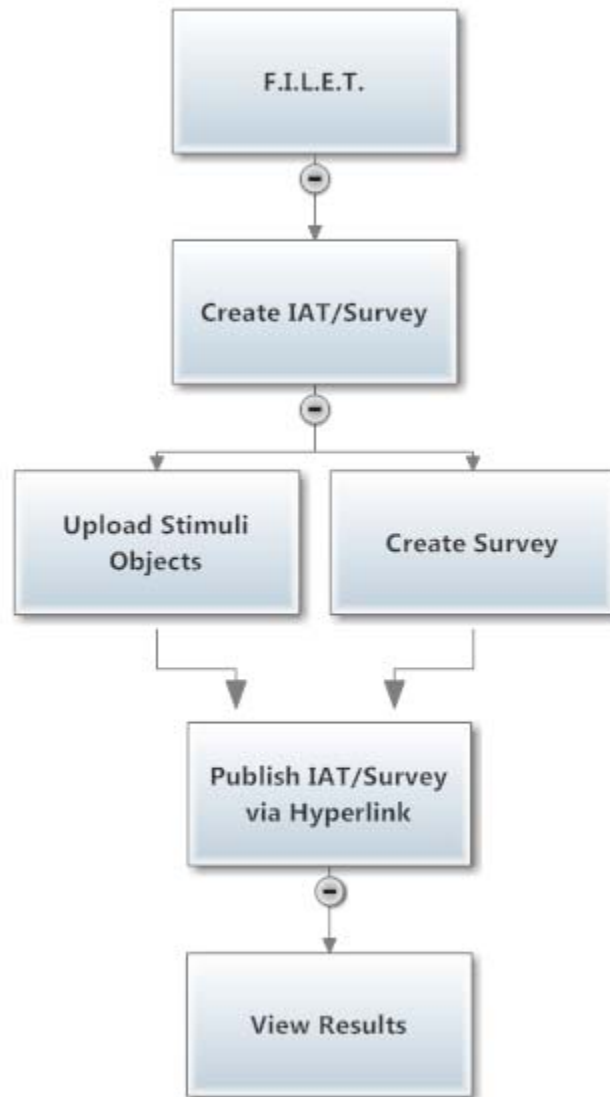 F.I.L.E.T.
Create IAT/Survey
Upload Stimuli
Objects
Create Survey
Publish IAT/Survey
via Hyperlink
View Results